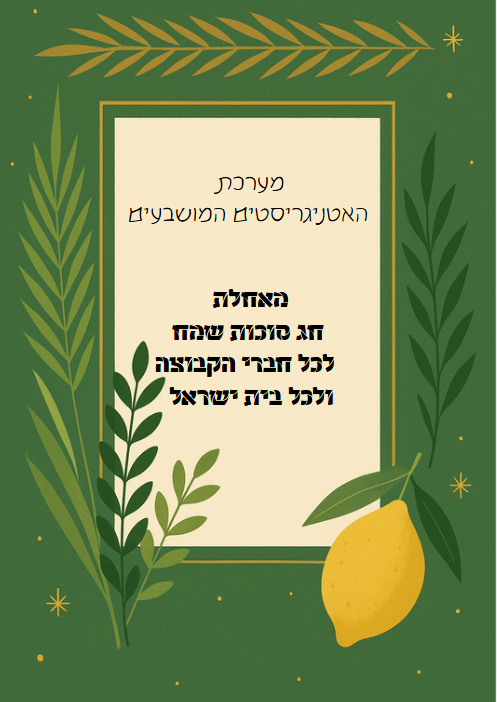 מערכת
האטניגריסטים המושבעים
מאחלת
חג סוכות שמח
לכל חברי הקבוצה
ולכל בית ישראל